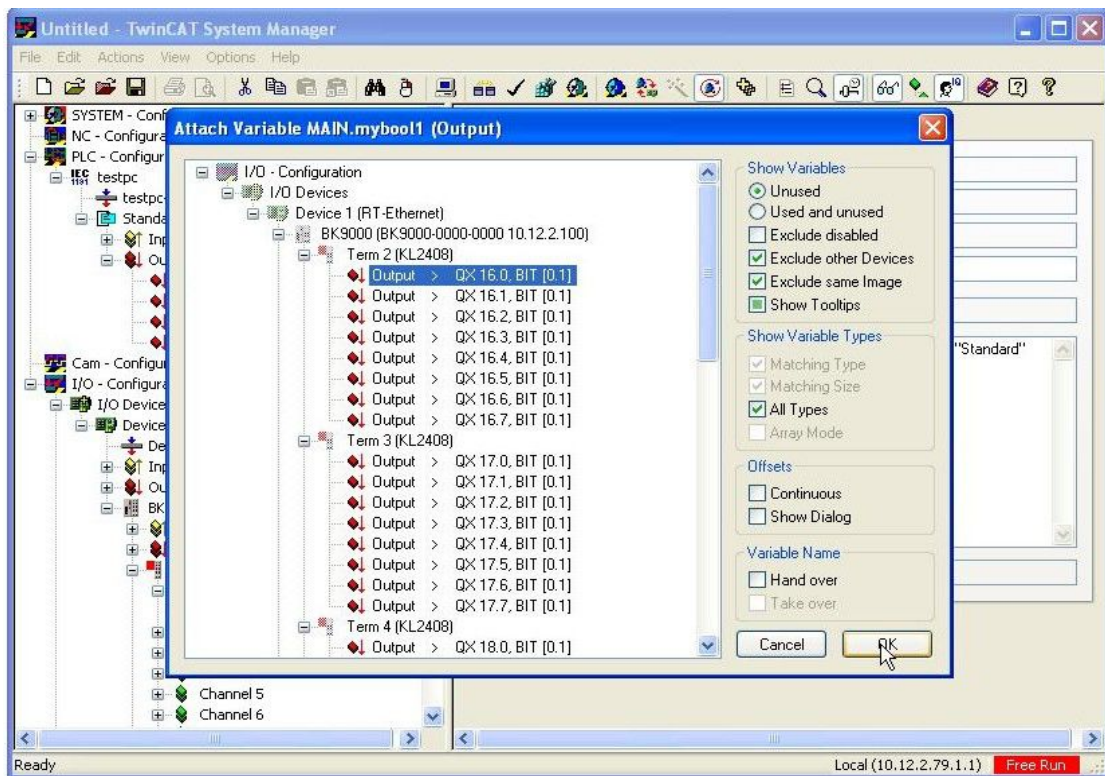 Untitled - TwinCAT System Manager
File Edit Actions View Options Help
SYSTEM - Conf
NC - Configura
PLC - Configur
IEC 1131 testpc
testpc-
Standa
Inp
Ou
Cam - Configu
I/O - Configura
I/O Device
Device
De
Inp
Ou
BK
Channel 5
Channel 6
Attach Variable MAIN.mybool1 (Output)
I/O - Configuration
I/O Devices
Device 1 (RT-Ethernet)
BK9000 (BK9000-0000-0000 10.12.2.100)
Term 2 (KL2408)
Output > QX 16.0, BIT [0.1]
Output > QX 16.1, BIT [0.1]
Output > QX 16.2, BIT [0.1]
Output > QX 16.3, BIT [0.1]
Output > QX 16.4, BIT [0.1]
Output > QX 16.5, BIT [0.1]
Output > QX 16.6, BIT [0.1]
Output > QX 16.7, BIT [0.1]
Term 3 (KL2408)
Output > QX 17.0, BIT [0.1]
Output > QX 17.1, BIT [0.1]
Output > QX 17.2, BIT [0.1]
Output > QX 17.3, BIT [0.1]
Output > QX 17.4, BIT [0.1]
Output > QX 17.5, BIT [0.1]
Output > QX 17.6, BIT [0.1]
Output > QX 17.7, BIT [0.1]
Term 4 (KL2408)
Output > QX 18.0, BIT [0.1]
Show Variables
Unused
Used and unused
Exclude disabled
Exclude other Devices
Exclude same Image
Show Tooltips
Show Variable Types
Matching Type
Matching Size
All Types
Array Mode
Offsets
Continuous
Show Dialog
Variable Name
Hand over
Take over
Cancel OK
"Standard"
Ready Local (10.12.2.79.1.1) Free Run